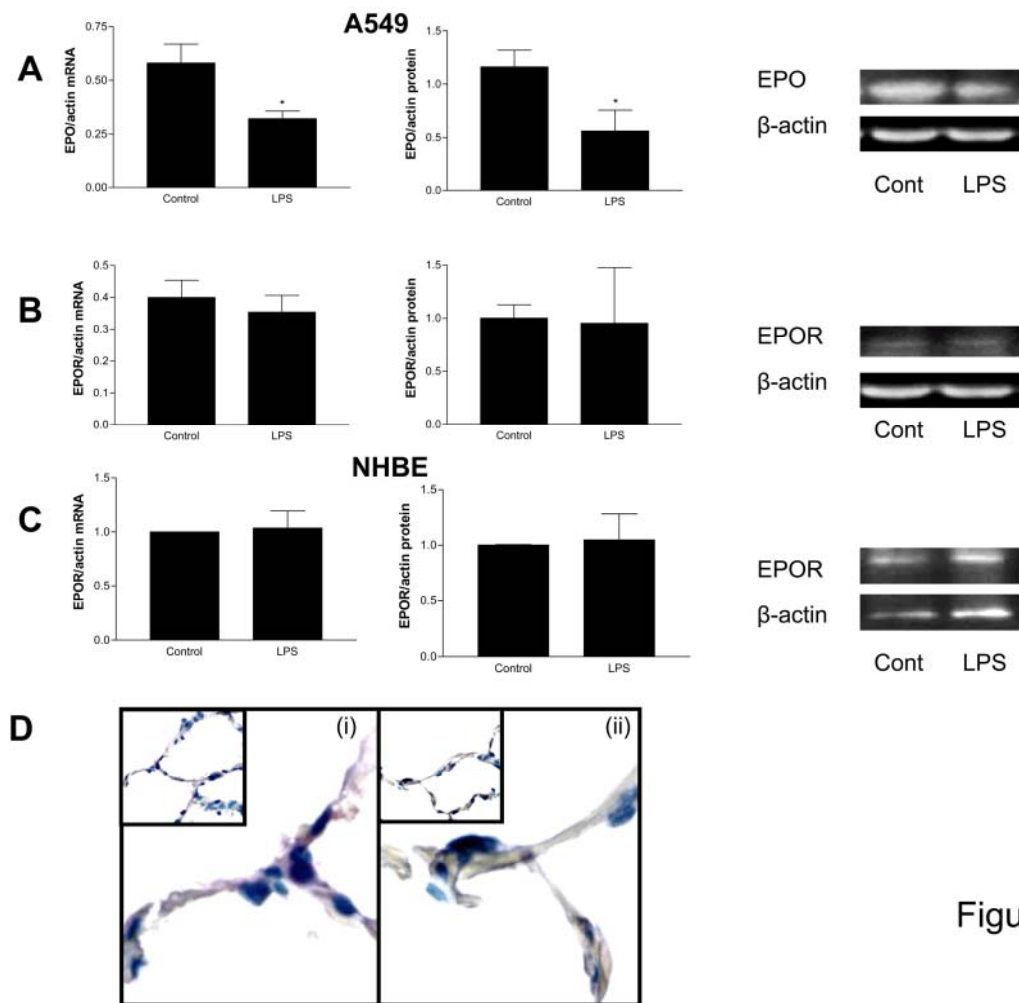 A549
A
EPO/actin mRNA
0.75
0.50
0.25
0.00
Control LPS
*
EPO/actin protein
1.5
1.0
0.5
0.0
Control LPS
*
EPO
β-actin
Cont LPS
B
EPOR/actin mRNA
0.5
0.4
0.3
0.2
0.1
0.0
Control LPS
EPOR/actin protein
1.5
1.0
0.5
0.0
Control LPS
EPOR
β-actin
Cont LPS
NHBE
C
EPOR/actin mRNA
1.5
1.0
0.5
0.0
Control LPS
EPOR/actin protein
1.5
1.0
0.5
0.0
Control LPS
EPOR
β-actin
Cont LPS
D
(i)
(ii)
Figu